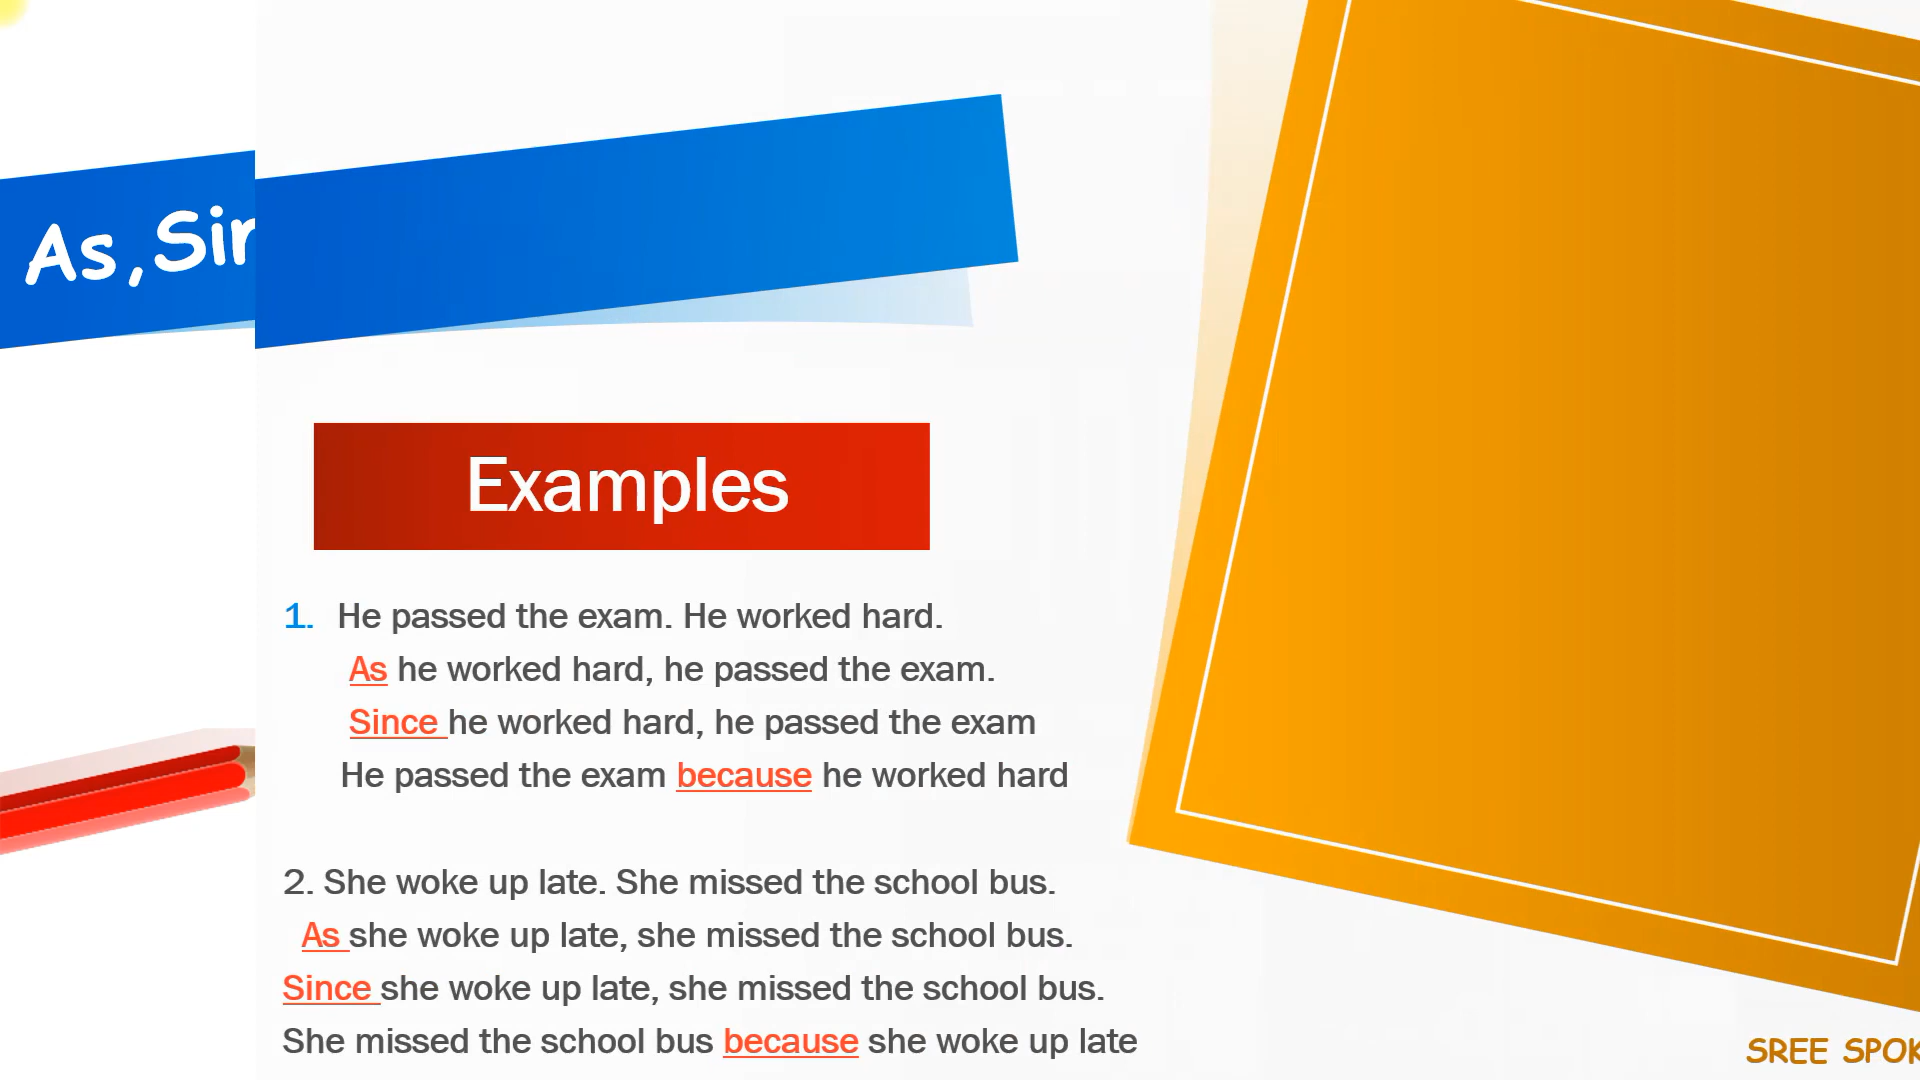 As,Sin
Examples
1. He passed the exam. He worked hard.
As he worked hard, he passed the exam.
Since he worked hard, he passed the exam
He passed the exam because he worked hard
2. She woke up late. She missed the school bus.
As she woke up late, she missed the school bus.
Since she woke up late, she missed the school bus.
She missed the school bus because she woke up late
SREE SPOK